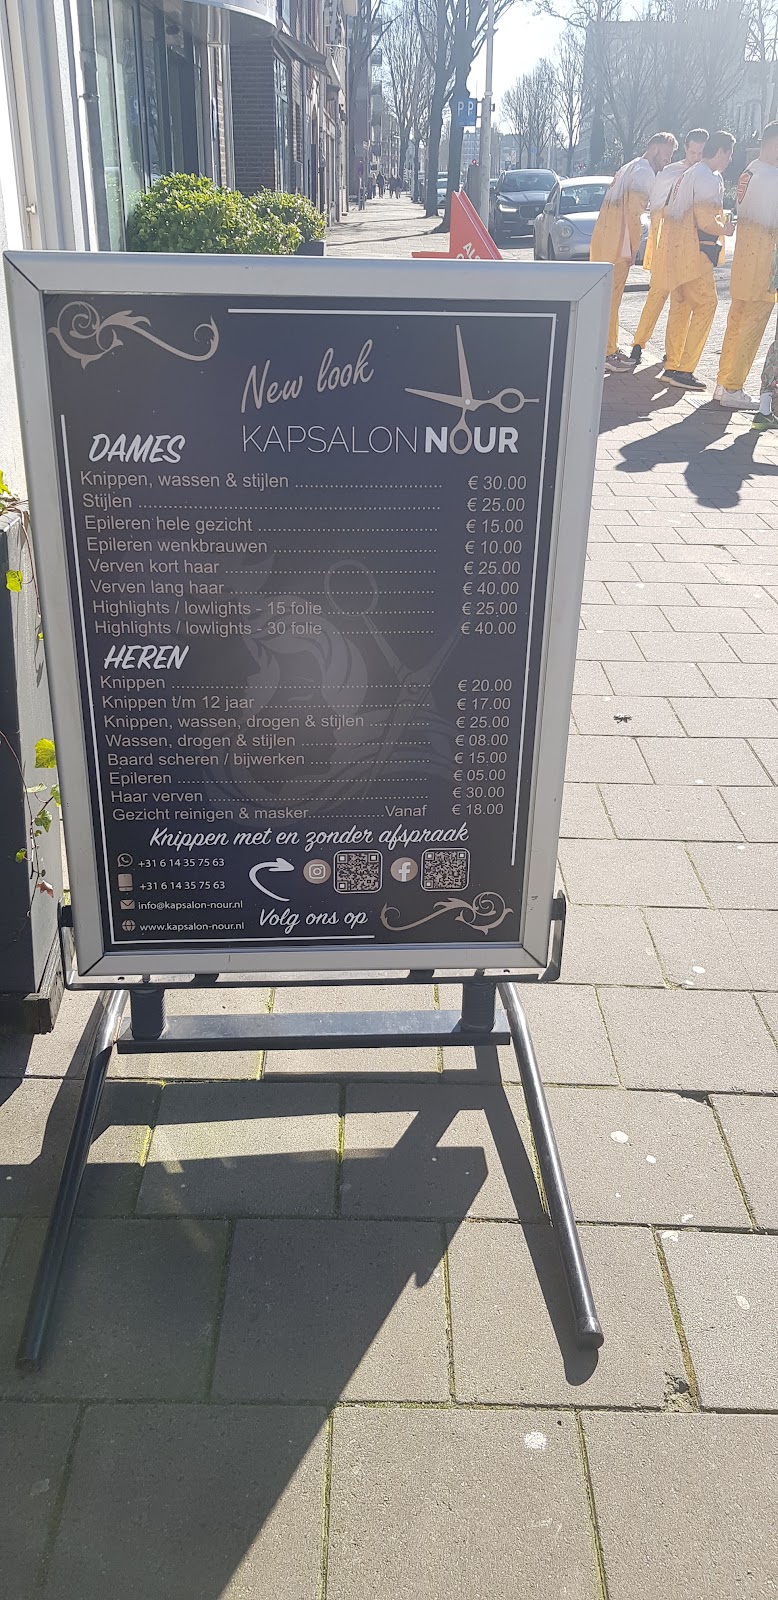 P P
New look
KAPSALON NOUR
DAMES
Knippen, wassen & stijlen ........................... € 30.00
Stijlen ......................................................... € 25.00
Epileren hele gezicht .................................. € 15.00
Epileren wenkbrauwen ............................... € 10.00
Verven kort haar ........................................ € 25.00
Verven lang haar ....................................... € 40.00
Highlights / lowlights - 15 folie .................... € 25.00
Highlights / lowlights - 30 folie .................... € 40.00
HEREN
Knippen ................................................. € 20.00
Knippen t/m 12 jaar ................................ € 17.00
Knippen, wassen, drogen & stijlen ............ € 25.00
Wassen, drogen & stijlen ......................... € 08.00
Baard scheren / bijwerken ....................... € 15.00
Epileren ................................................ € 05.00
Haar verven .......................................... € 30.00
Gezicht reinigen & masker...............Vanaf € 18.00
Knippen met en zonder afspraak
+31 6 14 35 75 63
+31 6 14 35 75 63
info@kapsalon-nour.nl
www.kapsalon-nour.nl
Volg ons op